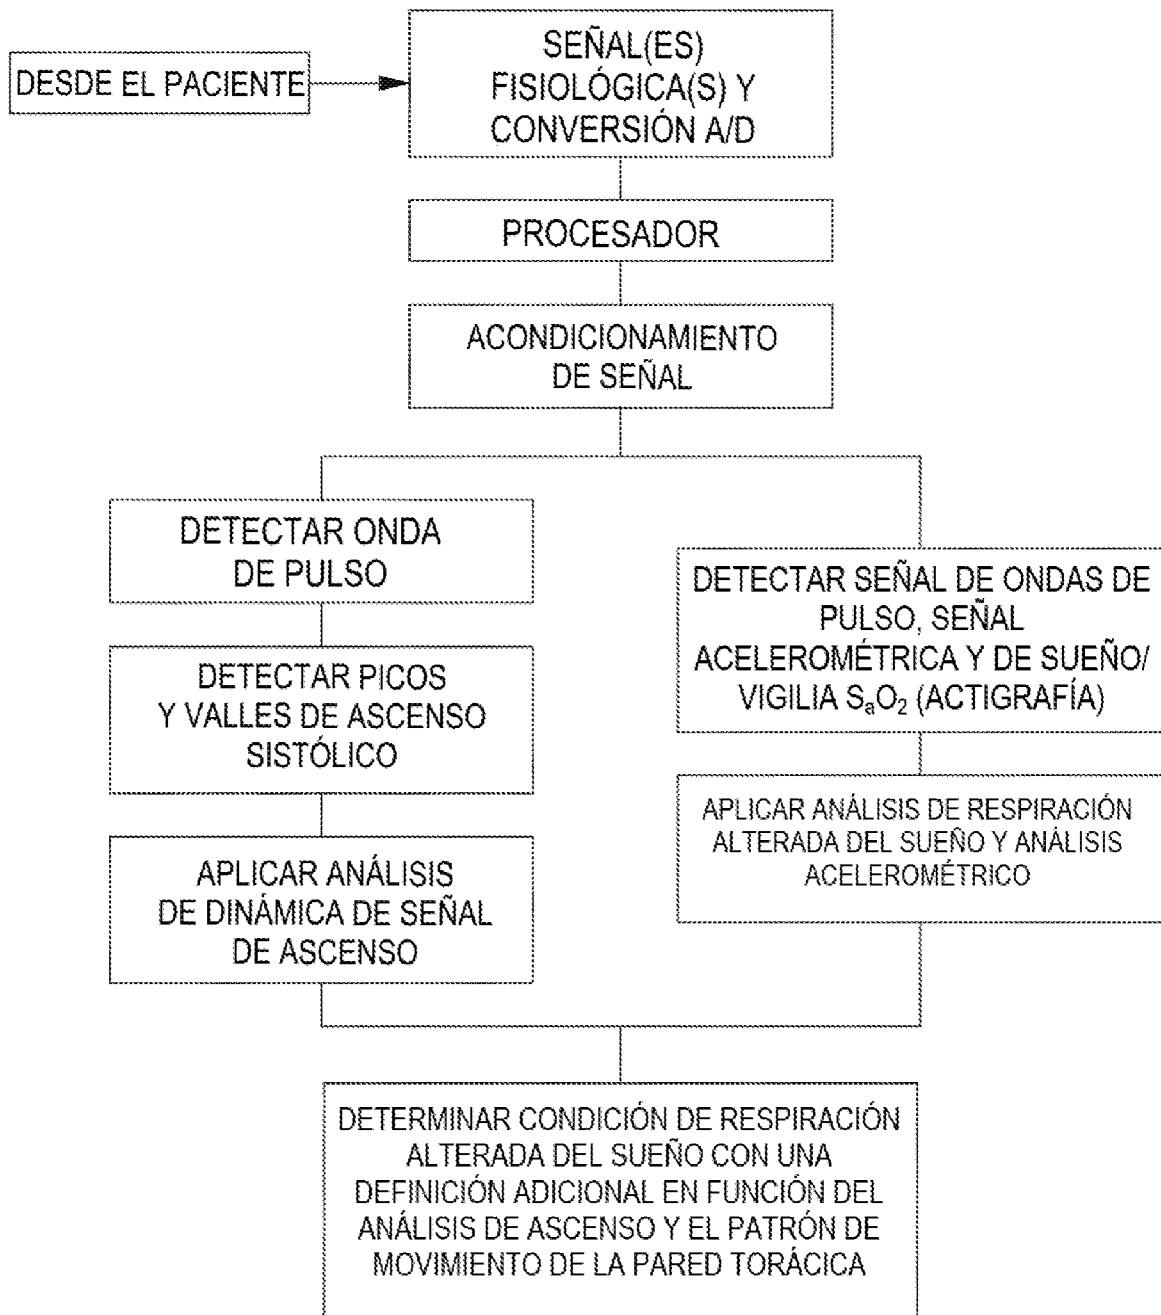 DESDE EL PACIENTE
SEÑAL(ES)
FISIOLÓGICA(S) Y
CONVERSIÓN A/D
PROCESADOR
ACONDICIONAMIENTO
DE SEÑAL
DETECTAR ONDA
DE PULSO
DETECTAR PICOS
Y VALLES DE ASCENSO
SISTÓLICO
APLICAR ANÁLISIS
DE DINÁMICA DE SEÑAL
DE ASCENSO
DETECTAR SEÑAL DE ONDAS DE
PULSO, SEÑAL
ACELEROMÉTRICA Y DE SUEÑO/
VIGILIA SₐO₂ (ACTIGRAFÍA)
APLICAR ANÁLISIS DE RESPIRACIÓN
ALTERADA DEL SUEÑO Y ANÁLISIS
ACELEROMÉTRICO
DETERMINAR CONDICIÓN DE RESPIRACIÓN
ALTERADA DEL SUEÑO CON UNA
DEFINICIÓN ADICIONAL EN FUNCIÓN DEL
ANÁLISIS DE ASCENSO Y EL PATRÓN DE
MOVIMIENTO DE LA PARED TORÁCICA